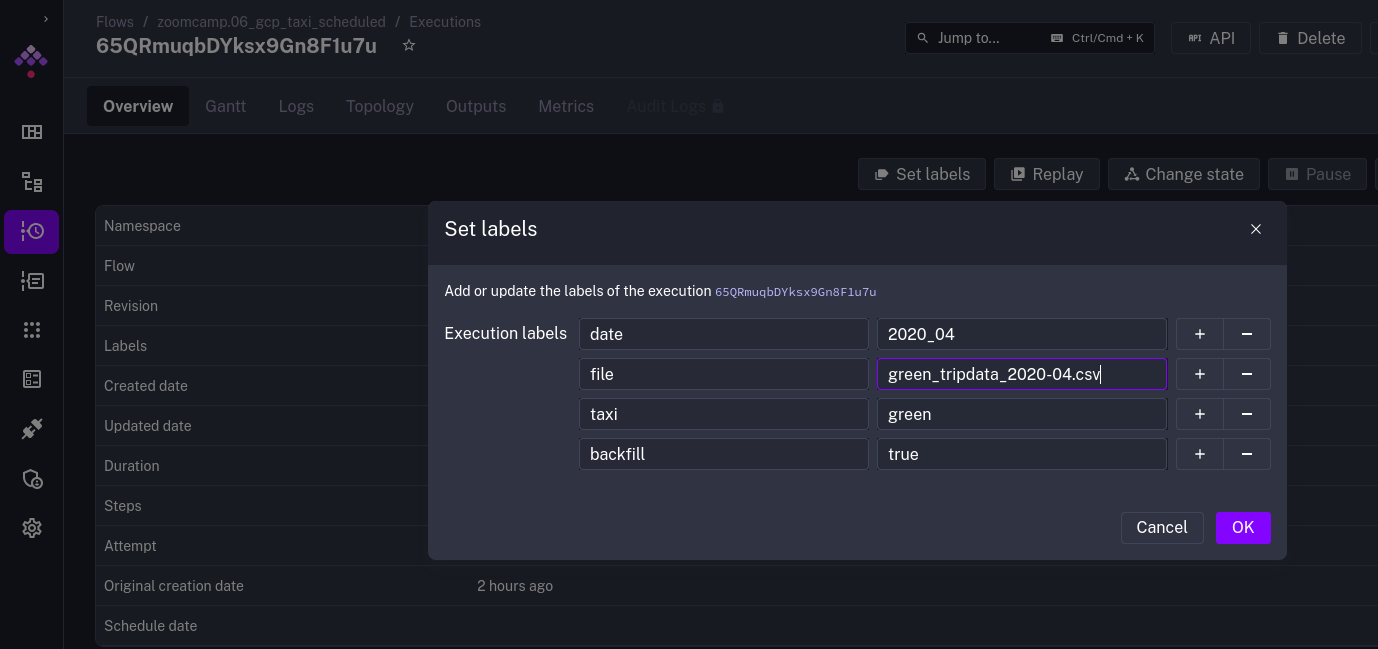 Flows / zoomcamp.06_gcp_taxi_scheduled / Executions
65QRmuqbDYksx9Gn8F1u7u
Jump to... Ctrl/Cmd + K
API API
Delete
Overview Gantt Logs Topology Outputs Metrics Audit Logs
Set labels Replay Change state Pause
Namespace
Flow
Revision
Labels
Created date
Updated date
Duration
Steps
Attempt
Original creation date 2 hours ago
Schedule date
Set labels
Add or update the labels of the execution 65QRmuqbDYksx9Gn8F1u7u
Execution labels date 2020_04 + −
file green_tripdata_2020-04.csv + −
taxi green + −
backfill true + −
Cancel OK